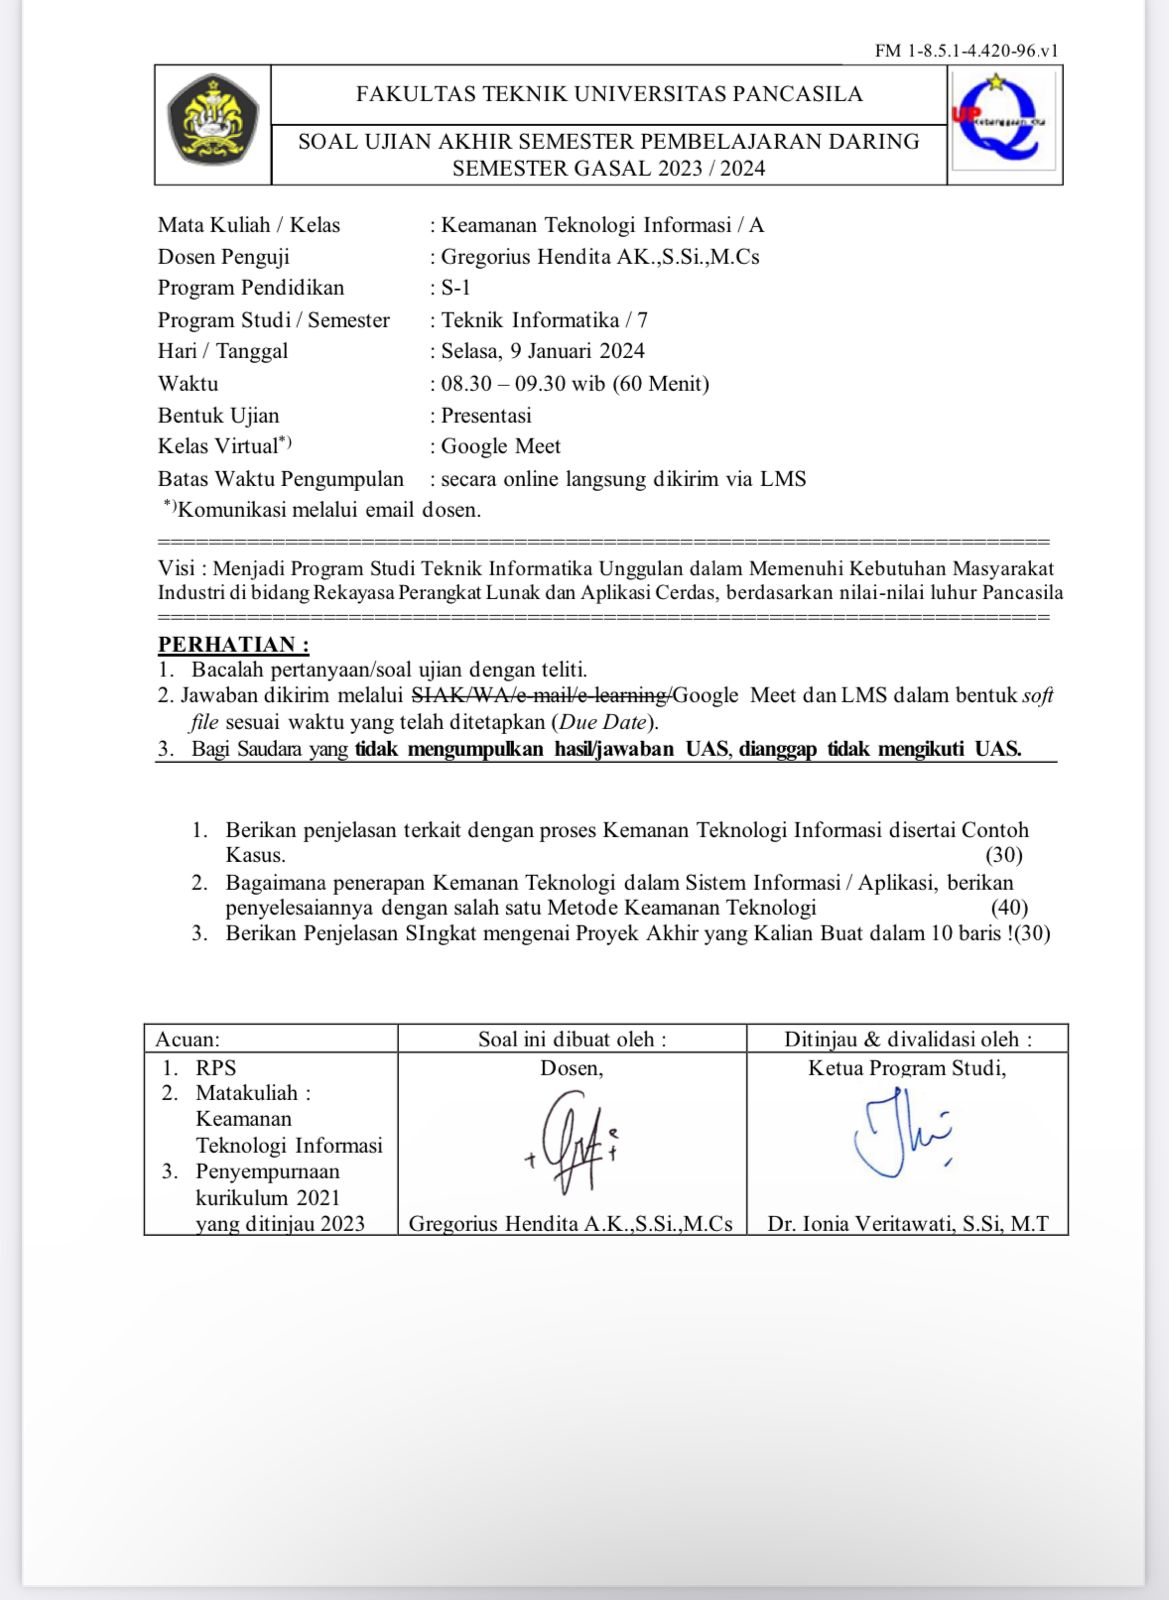 FM 1-8.5.1-4.420-96.v1
FAKULTAS TEKNIK UNIVERSITAS PANCASILA
SOAL UJIAN AKHIR SEMESTER PEMBELAJARAN DARING
SEMESTER GASAL 2023 / 2024
UP
Mata Kuliah / Kelas : Keamanan Teknologi Informasi / A
Dosen Penguji : Gregorius Hendita AK.,S.Si.,M.Cs
Program Pendidikan : S-1
Program Studi / Semester : Teknik Informatika / 7
Hari / Tanggal : Selasa, 9 Januari 2024
Waktu : 08.30 – 09.30 wib (60 Menit)
Bentuk Ujian : Presentasi
Kelas Virtual*) : Google Meet
Batas Waktu Pengumpulan : secara online langsung dikirim via LMS
*)Komunikasi melalui email dosen.
Visi : Menjadi Program Studi Teknik Informatika Unggulan dalam Memenuhi Kebutuhan Masyarakat
Industri di bidang Rekayasa Perangkat Lunak dan Aplikasi Cerdas, berdasarkan nilai-nilai luhur Pancasila
PERHATIAN :
1. Bacalah pertanyaan/soal ujian dengan teliti.
2. Jawaban dikirim melalui SIAK/WA/e-mail/e-learning/Google Meet dan LMS dalam bentuk soft
file sesuai waktu yang telah ditetapkan (Due Date).
3. Bagi Saudara yang tidak mengumpulkan hasil/jawaban UAS, dianggap tidak mengikuti UAS.
1. Berikan penjelasan terkait dengan proses Kemanan Teknologi Informasi disertai Contoh
Kasus. (30)
2. Bagaimana penerapan Kemanan Teknologi dalam Sistem Informasi / Aplikasi, berikan
penyelesaiannya dengan salah satu Metode Keamanan Teknologi (40)
3. Berikan Penjelasan SIngkat mengenai Proyek Akhir yang Kalian Buat dalam 10 baris !(30)
Acuan:
1. RPS
2. Matakuliah :
Keamanan
Teknologi Informasi
3. Penyempurnaan
kurikulum 2021
yang ditinjau 2023
Soal ini dibuat oleh :
Dosen,
Gregorius Hendita A.K.,S.Si.,M.Cs
Ditinjau & divalidasi oleh :
Ketua Program Studi,
Dr. Ionia Veritawati, S.Si, M.T